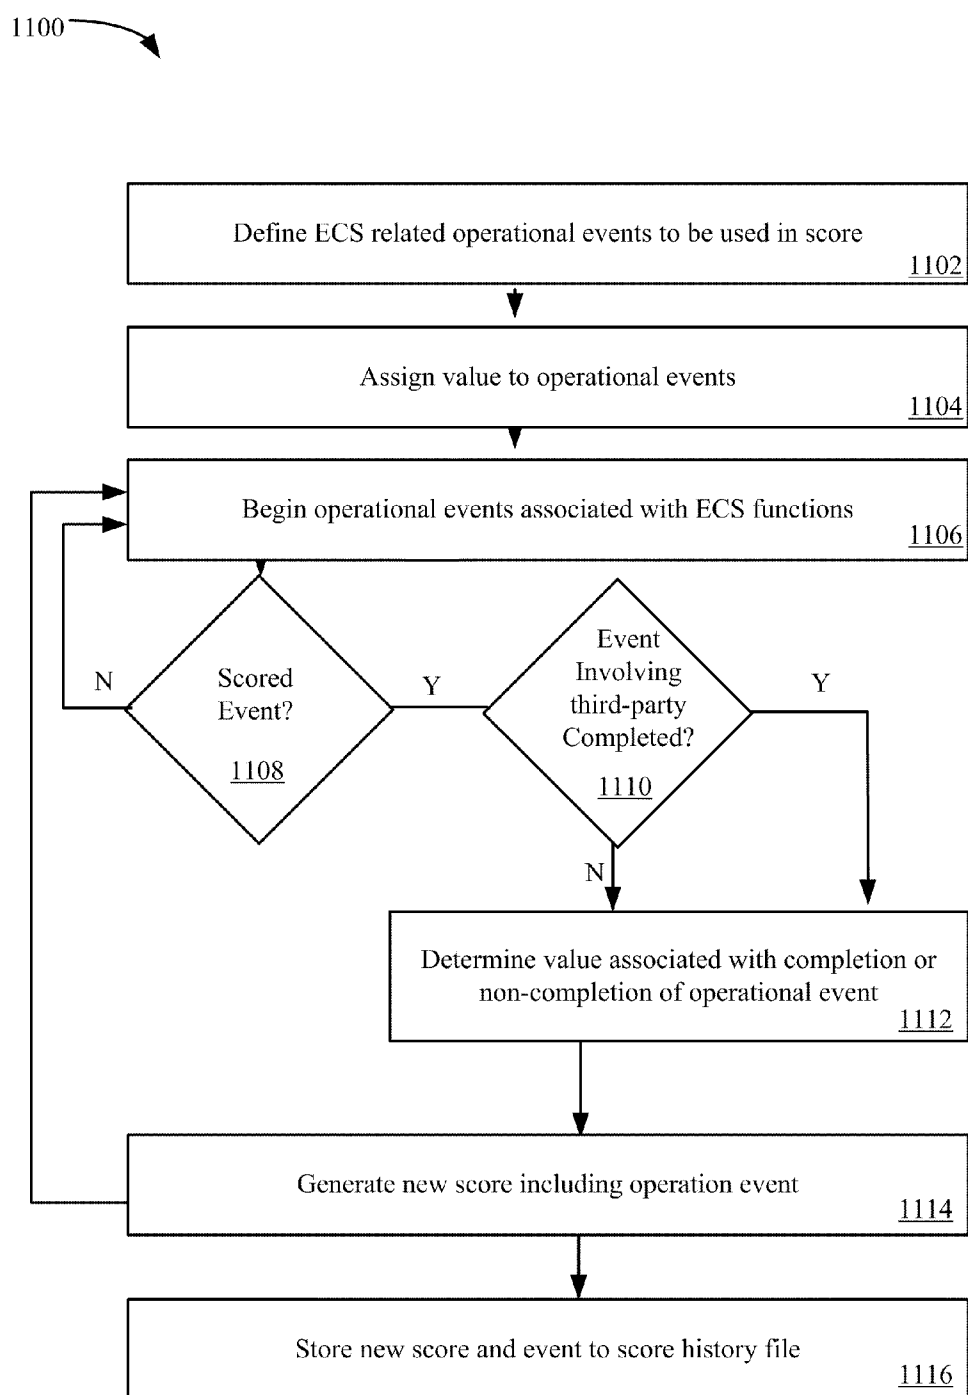 1100
Define ECS related operational events to be used in score
1102
Assign value to operational events
1104
Begin operational events associated with ECS functions
1106
N
Scored
Event?
1108
Y
Event
Involving
third-party
Completed?
1110
Y
N
Determine value associated with completion or
non-completion of operational event
1112
Generate new score including operation event
1114
Store new score and event to score history file
1116